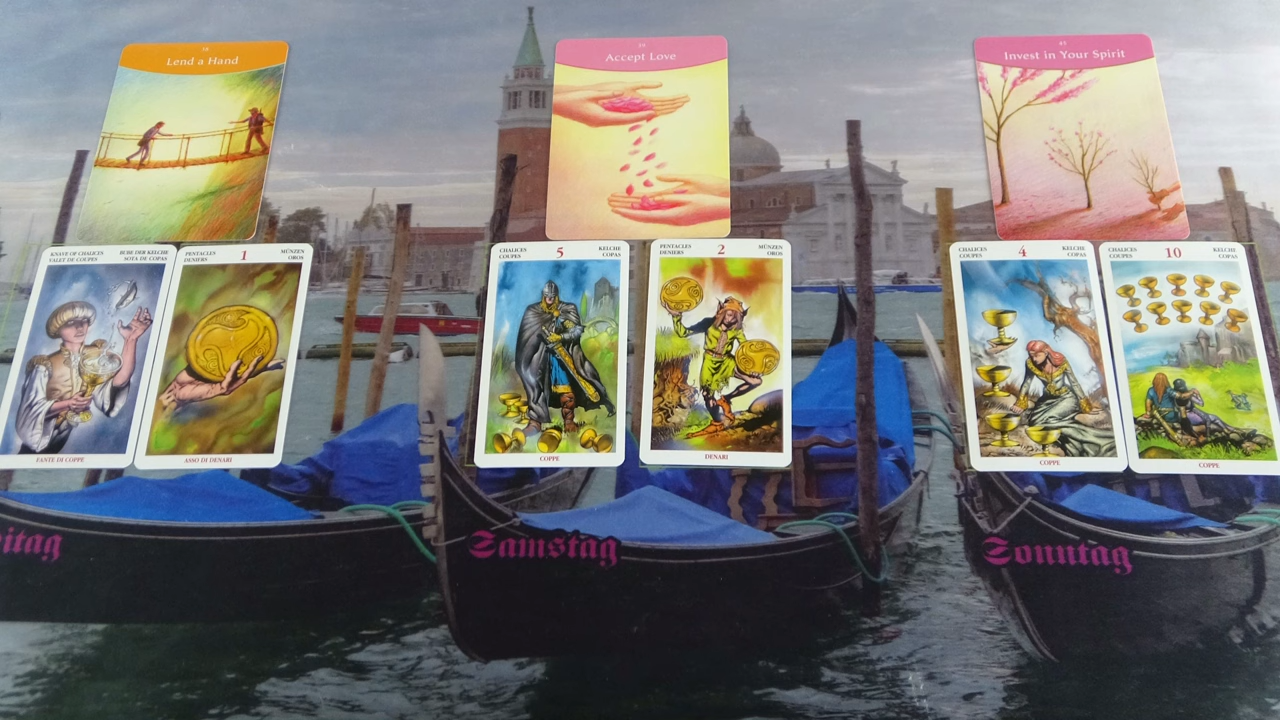 38
Lend a Hand
39
Accept Love
Invest in Your Spirit
KNAVE OF CHALICES BUBE DER KELCHE
VALET DE COUPES SOTA DE COPAS
FANTE DI COPPE
PENTACLES 1 MÜNZEN
DENIERS OROS
ASSO DI DENARI
CHALICES 5 KELCHE
COUPES COPAS
COPPE
PENTACLES 2 MÜNZEN
DENIERS OROS
DENARI
CHALICES 4 KELCHE
COUPES COPAS
COPPE
CHALICES 10 KELCHE
COUPES COPAS
COPPE
itag
Samstag
Sonntag